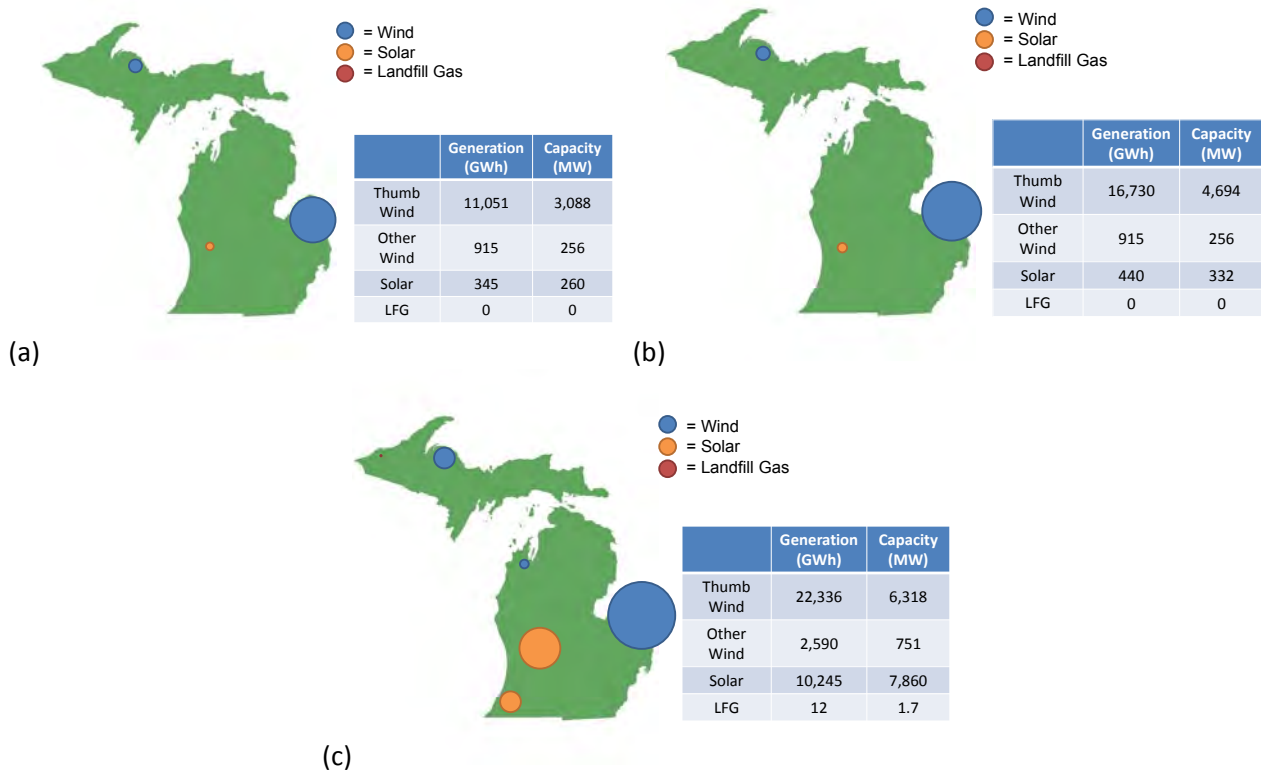 = Wind
= Solar
= Landfill Gas
Generation (GWh) Capacity (MW)
Thumb Wind 11,051 3,088
Other Wind 915 256
Solar 345 260
LFG 0 0
(a)
= Wind
= Solar
= Landfill Gas
Generation (GWh) Capacity (MW)
Thumb Wind 16,730 4,694
Other Wind 915 256
Solar 440 332
LFG 0 0
(b)
= Wind
= Solar
= Landfill Gas
Generation (GWh) Capacity (MW)
Thumb Wind 22,336 6,318
Other Wind 2,590 751
Solar 10,245 7,860
LFG 12 1.7
(c)